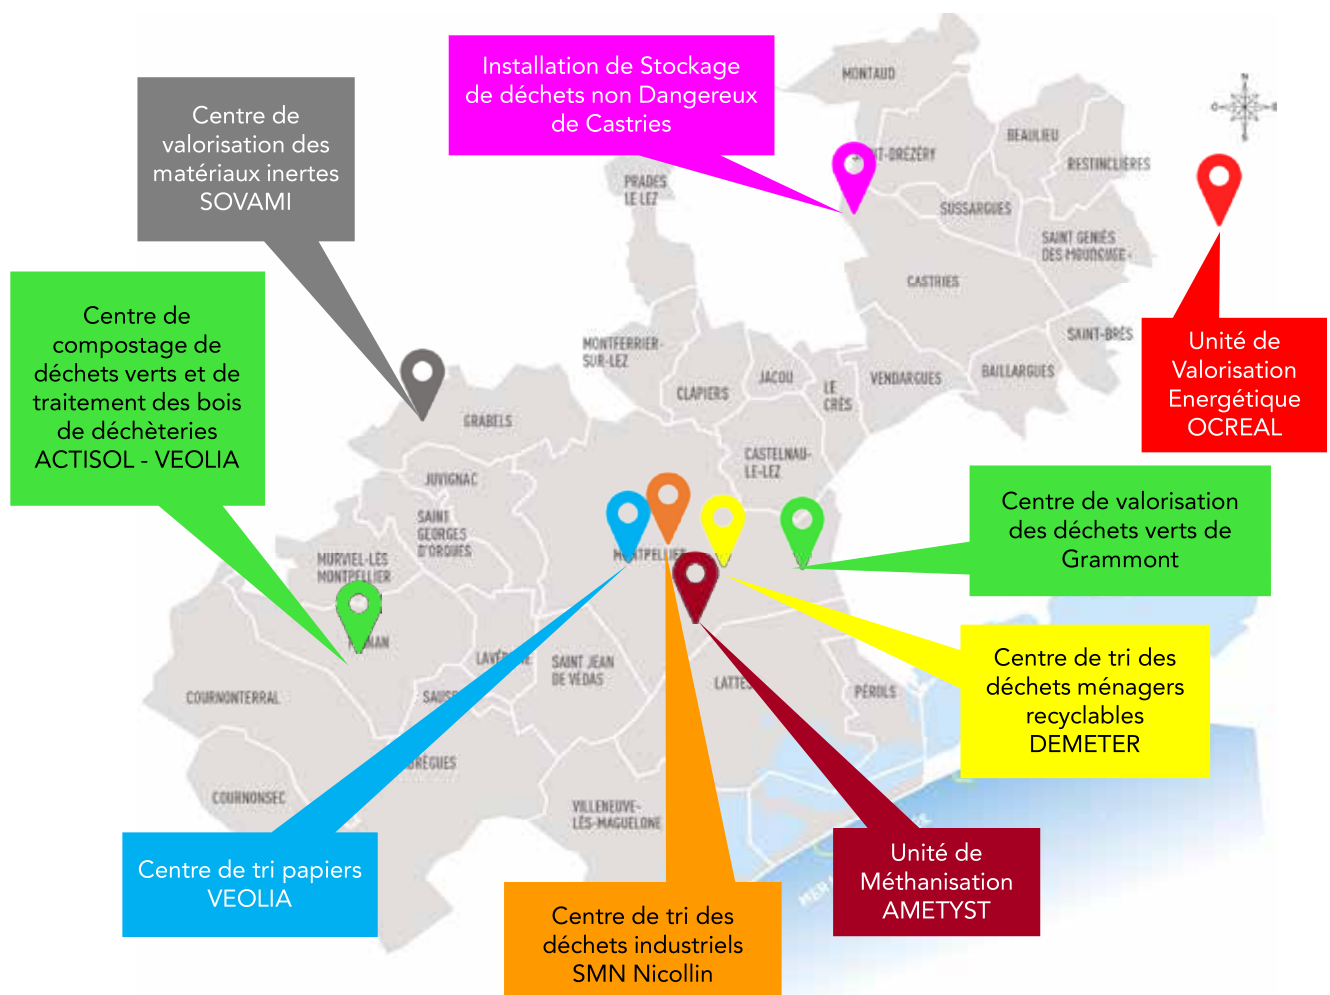 Installation de Stockage
de déchets non Dangereux
de Castries
Centre de
valorisation des
matériaux inertes
SOVAMI
Centre de
compostage de
déchets verts et de
traitement des bois
de déchèteries
ACTISOL - VEOLIA
Unité de
Valorisation
Energétique
OCREAL
Centre de valorisation
des déchets verts de
Grammont
Centre de tri des
déchets ménagers
recyclables
DEMETER
Unité de
Méthanisation
AMETYST
Centre de tri des
déchets industriels
SMN Nicollin
Centre de tri papiers
VEOLIA
MONTAUD
BEAULIEU
RESTINCLIÈRES
SUSSARGUES
SAINT GENIÈS
CASTRIES
SAINT-BRÈS
BAILLARGUES
VENDARGUES
PRADES
LE LEZ
MONTFERRIER-
SUR-LEZ
CLAPIERS
JACOU
LE
CRÈS
CASTELNAU-
LE-LEZ
GRABELS
JUVIGNAC
SAINT
GEORGES
D'ORQUES
MURVIEL-LÈS
MONTPELLIER
MONTPELLIER
COURNONTERRAL
COURNONSEC
SAINT JEAN
DE VÉDAS
LATTES
PÉROLS
VILLENEUVE-
LÈS-MAGUELONE
N
S